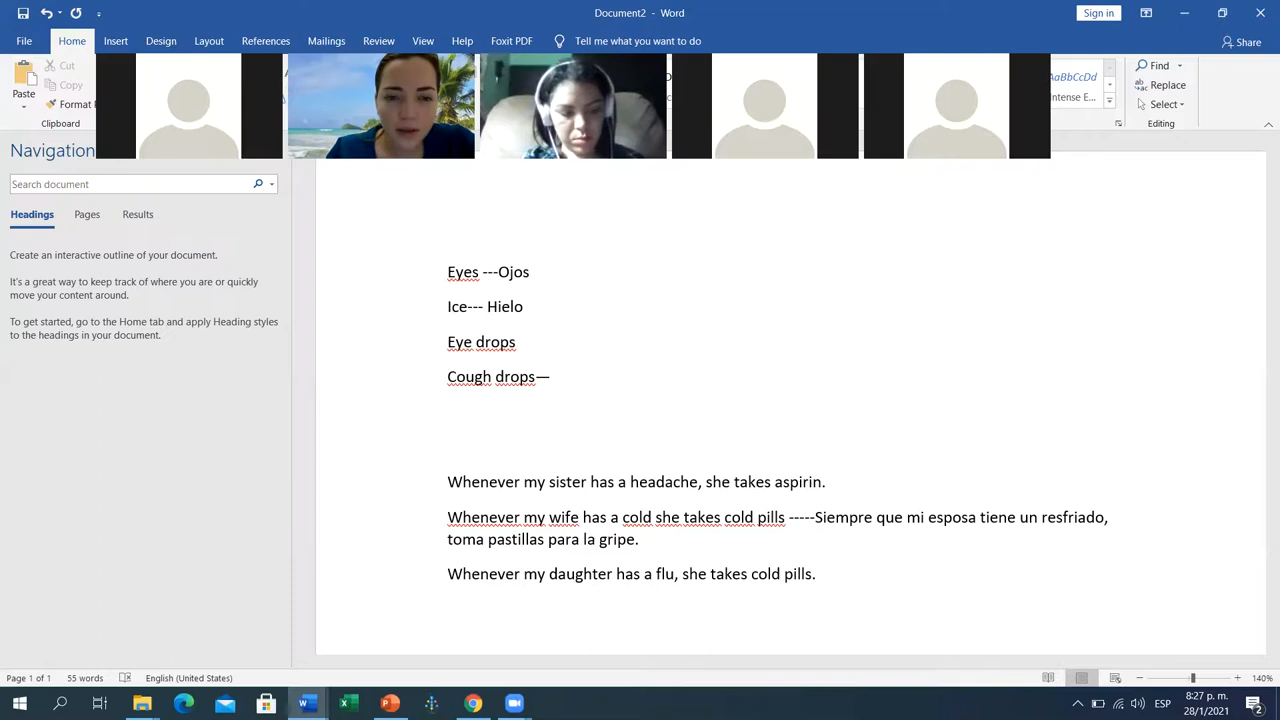 Document2 - Word
Sign in
File Home Insert Design Layout References Mailings Review View Help Foxit PDF Tell me what you want to do Share
Cut
Copy
Paste
Format
Clipboard
AaBbCcDd
Intense E...
Find
Replace
Select
Editing
Navigation
Search document
Headings Pages Results
Create an interactive outline of your document.
It's a great way to keep track of where you are or quickly
move your content around.
To get started, go to the Home tab and apply Heading styles
to the headings in your document.
Eyes ---Ojos
Ice--- Hielo
Eye drops
Cough drops—
Whenever my sister has a headache, she takes aspirin.
Whenever my wife has a cold she takes cold pills -----Siempre que mi esposa tiene un resfriado,
toma pastillas para la gripe.
Whenever my daughter has a flu, she takes cold pills.
Page 1 of 1 55 words English (United States) 140%
ESP 8:27 p. m.
28/1/2021
2